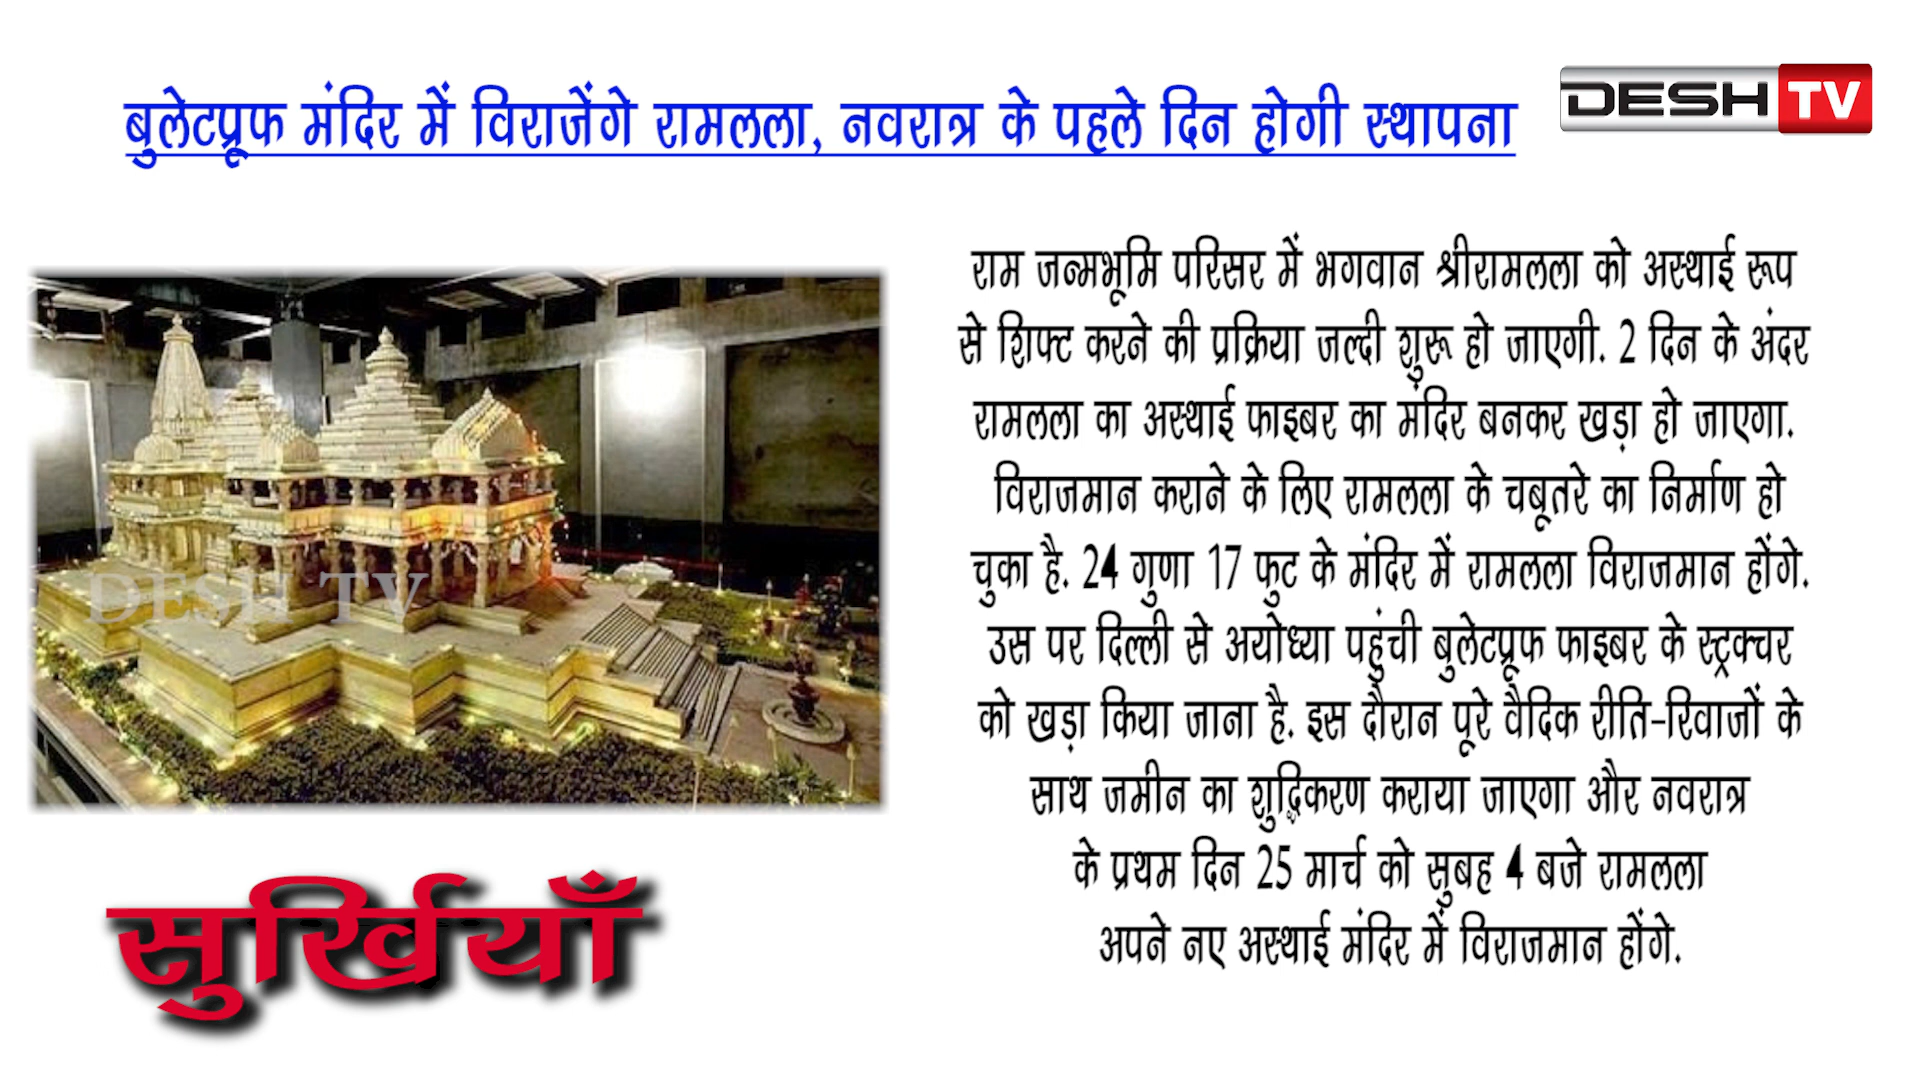 बुलेटप्रूफ मंदिर में विराजेंगे रामलला, नवरात्र के पहले दिन होगी स्थापना
DESH TV
राम जन्मभूमि परिसर में भगवान श्रीरामलला को अस्थाई रूप
से शिफ्ट करने की प्रक्रिया जल्दी शुरू हो जाएगी. 2 दिन के अंदर
रामलला का अस्थाई फाइबर का मंदिर बनकर खड़ा हो जाएगा.
विराजमान कराने के लिए रामलला के चबूतरे का निर्माण हो
चुका है. 24 गुणा 17 फुट के मंदिर में रामलला विराजमान होंगे.
उस पर दिल्ली से अयोध्या पहुंची बुलेटप्रूफ फाइबर के स्ट्रक्चर
को खड़ा किया जाना है. इस दौरान पूरे वैदिक रीति-रिवाजों के
साथ जमीन का शुद्धिकरण कराया जाएगा और नवरात्र
के प्रथम दिन 25 मार्च को सुबह 4 बजे रामलला
अपने नए अस्थाई मंदिर में विराजमान होंगे.
DESH TV
सुर्खियाँ